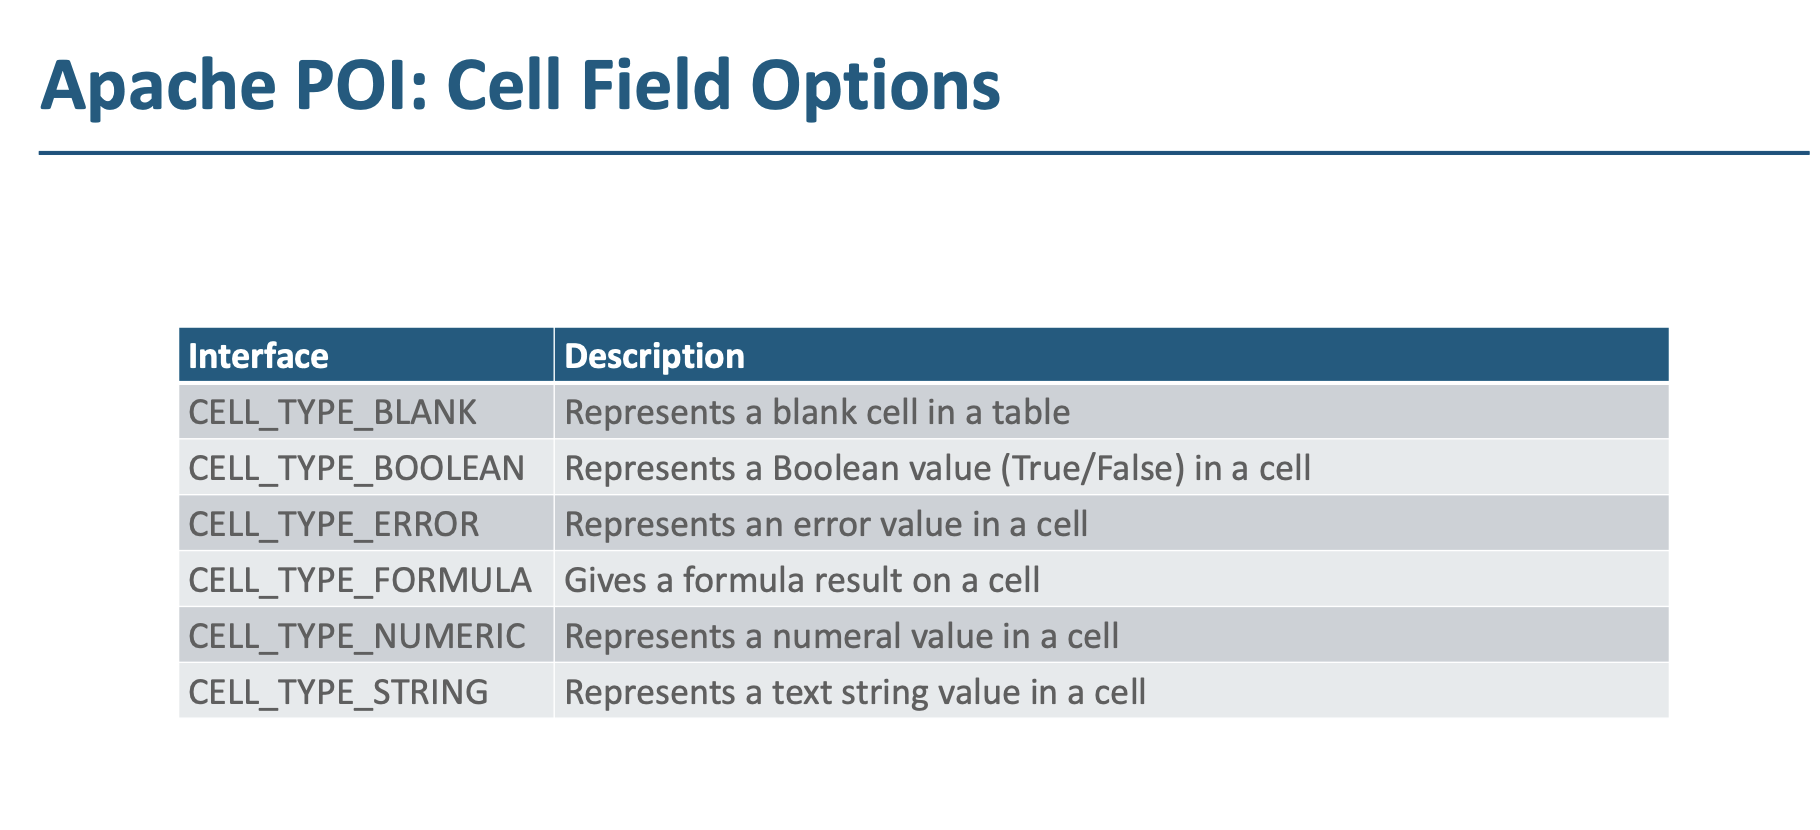 Apache POI: Cell Field Options
Interface Description
CELL_TYPE_BLANK Represents a blank cell in a table
CELL_TYPE_BOOLEAN Represents a Boolean value (True/False) in a cell
CELL_TYPE_ERROR Represents an error value in a cell
CELL_TYPE_FORMULA Gives a formula result on a cell
CELL_TYPE_NUMERIC Represents a numeral value in a cell
CELL_TYPE_STRING Represents a text string value in a cell